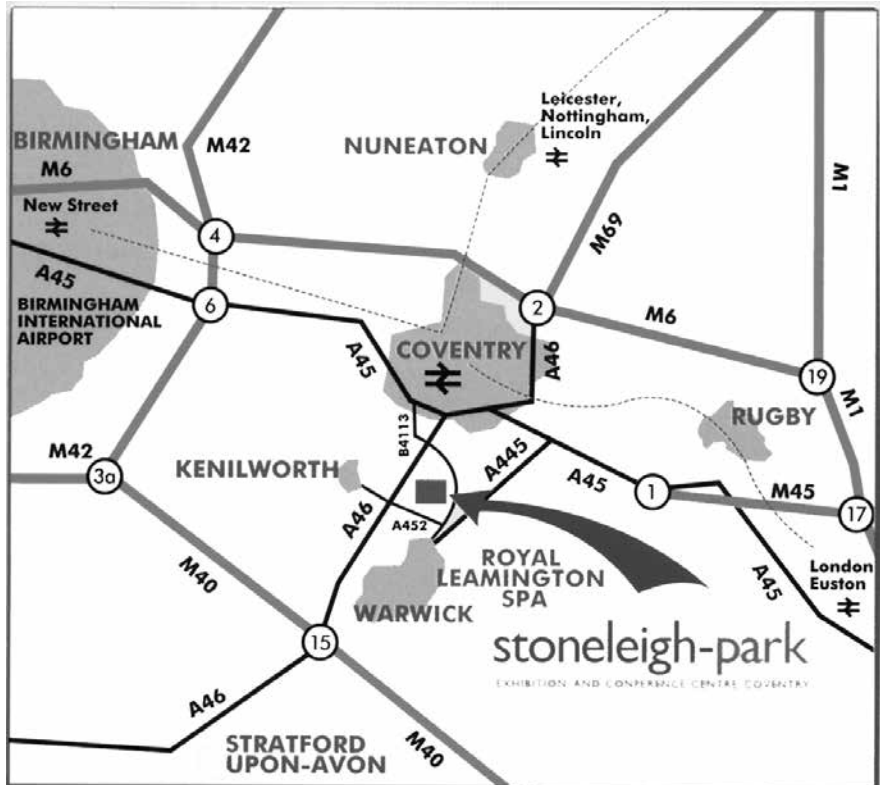 Leicester,
Nottingham,
Lincoln
BIRMINGHAM
M42
NUNEATON
M6
M1
New Street
4
M69
A45
6
2
M6
BIRMINGHAM
INTERNATIONAL
AIRPORT
A45
COVENTRY
A46
19
M1
RUGBY
B4113
M42
3a
KENILWORTH
A445
A45
1
M45
17
A46
A452
M40
ROYAL
LEAMINGTON
SPA
A45
London
Euston
WARWICK
15
stoneleigh-park
EXHIBITION AND CONFERENCE CENTRE COVENTRY
A46
STRATFORD
UPON-AVON
M40